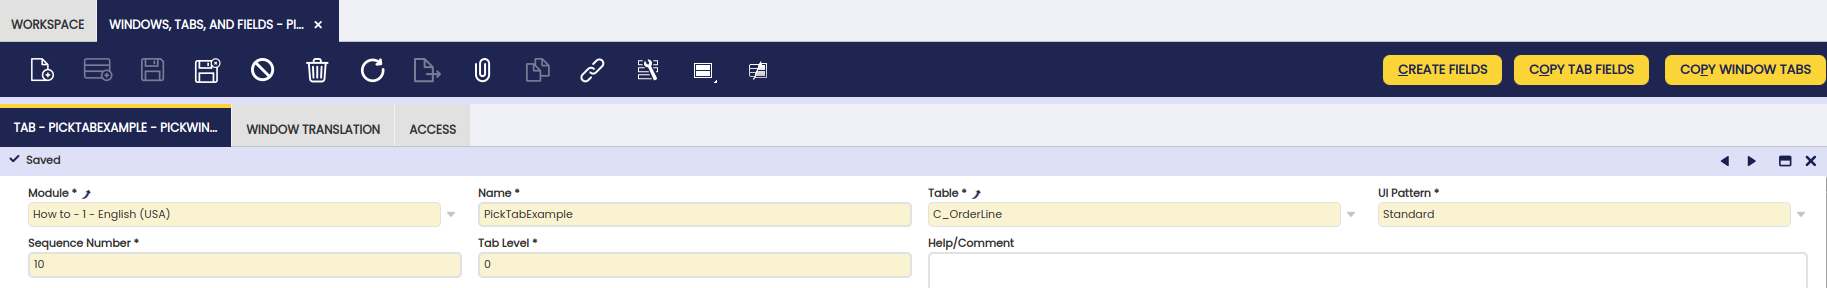 WORKSPACE
WINDOWS, TABS, AND FIELDS - PI... ×
CREATE FIELDS
COPY TAB FIELDS
COPY WINDOW TABS
TAB - PICKTABEXAMPLE - PICKWIN...
WINDOW TRANSLATION
ACCESS
Saved
Module *
Name *
Table *
UI Pattern *
How to - 1 - English (USA)
PickTabExample
C_OrderLine
Standard
Sequence Number *
Tab Level *
Help/Comment
10
0